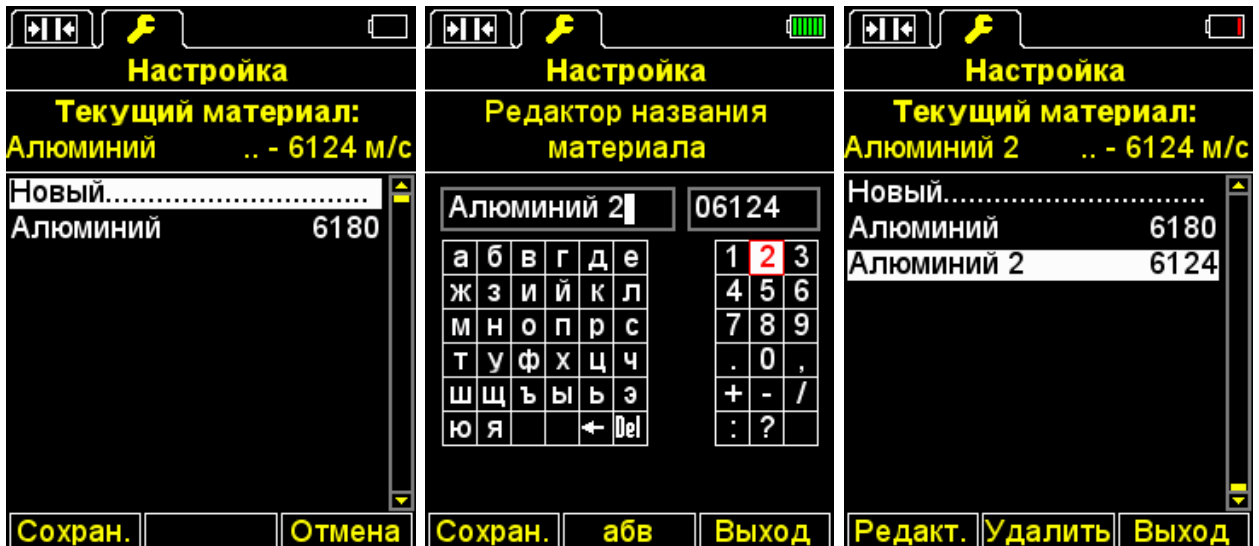 Настройка
Текущий материал:
Алюминий .. - 6124 м/с
Новый..............................
Алюминий 6180
Сохран. Отмена
Настройка
Редактор названия
материала
Алюминий 2 06124
а б в г д е 1 2 3
ж з и й к л 4 5 6
м н о п р с 7 8 9
т у ф х ц ч . 0 ,
ш щ ъ ы ь э + - /
ю я ← Del : ?
Сохран. абв Выход
Настройка
Текущий материал:
Алюминий 2 .. - 6124 м/с
Новый..............................
Алюминий 6180
Алюминий 2 6124
Редакт. Удалить Выход